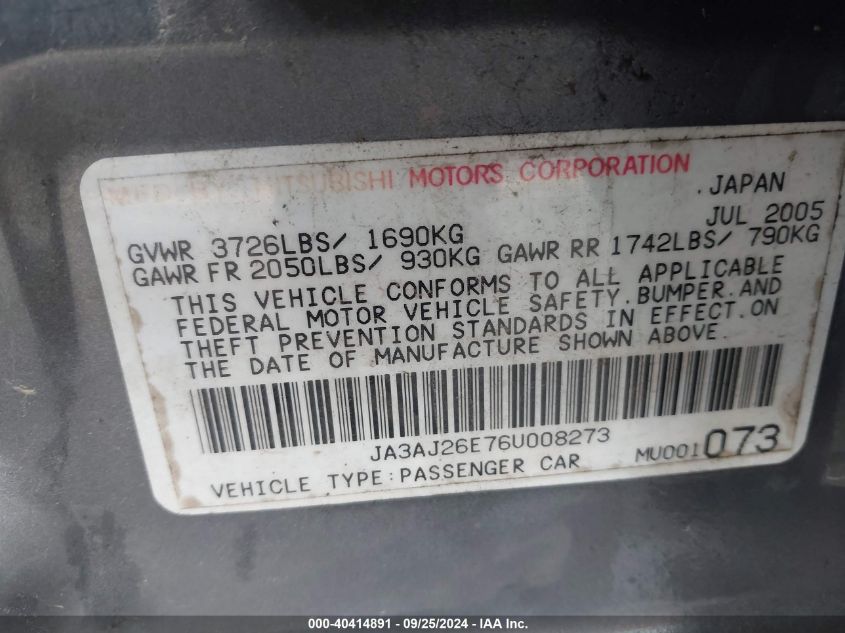 MFD. BY MITSUBISHI MOTORS CORPORATION
.JAPAN
JUL 2005
GVWR 3726LBS/ 1690KG
GAWR FR 2050LBS/ 930KG GAWR RR 1742LBS/ 790KG
THIS VEHICLE CONFORMS TO ALL APPLICABLE
FEDERAL MOTOR VEHICLE SAFETY.BUMPER.AND
THEFT PREVENTION STANDARDS IN EFFECT.ON
THE DATE OF MANUFACTURE SHOWN ABOVE.
JA3AJ26E76U008273
MU001073
VEHICLE TYPE:PASSENGER CAR
000-40414891 - 09/25/2024 - IAA Inc.